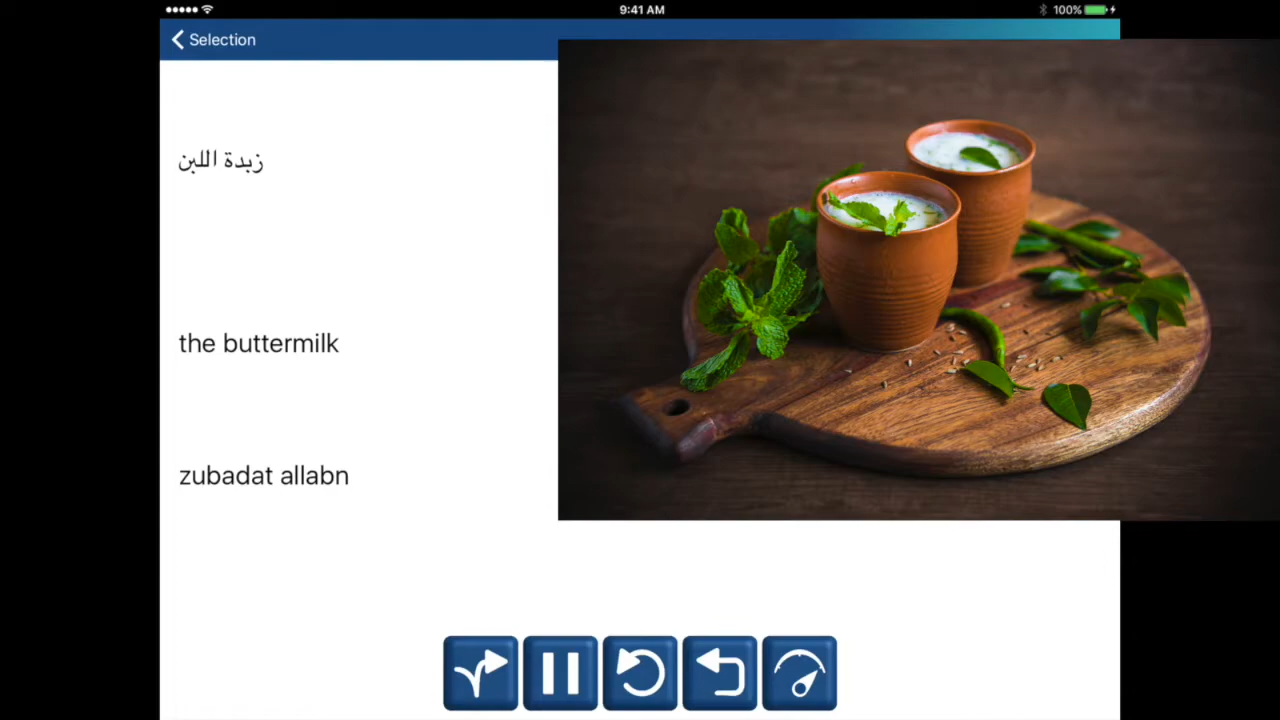 9:41 AM
100%
Selection
زبدة اللبن
the buttermilk
zubadat allabn